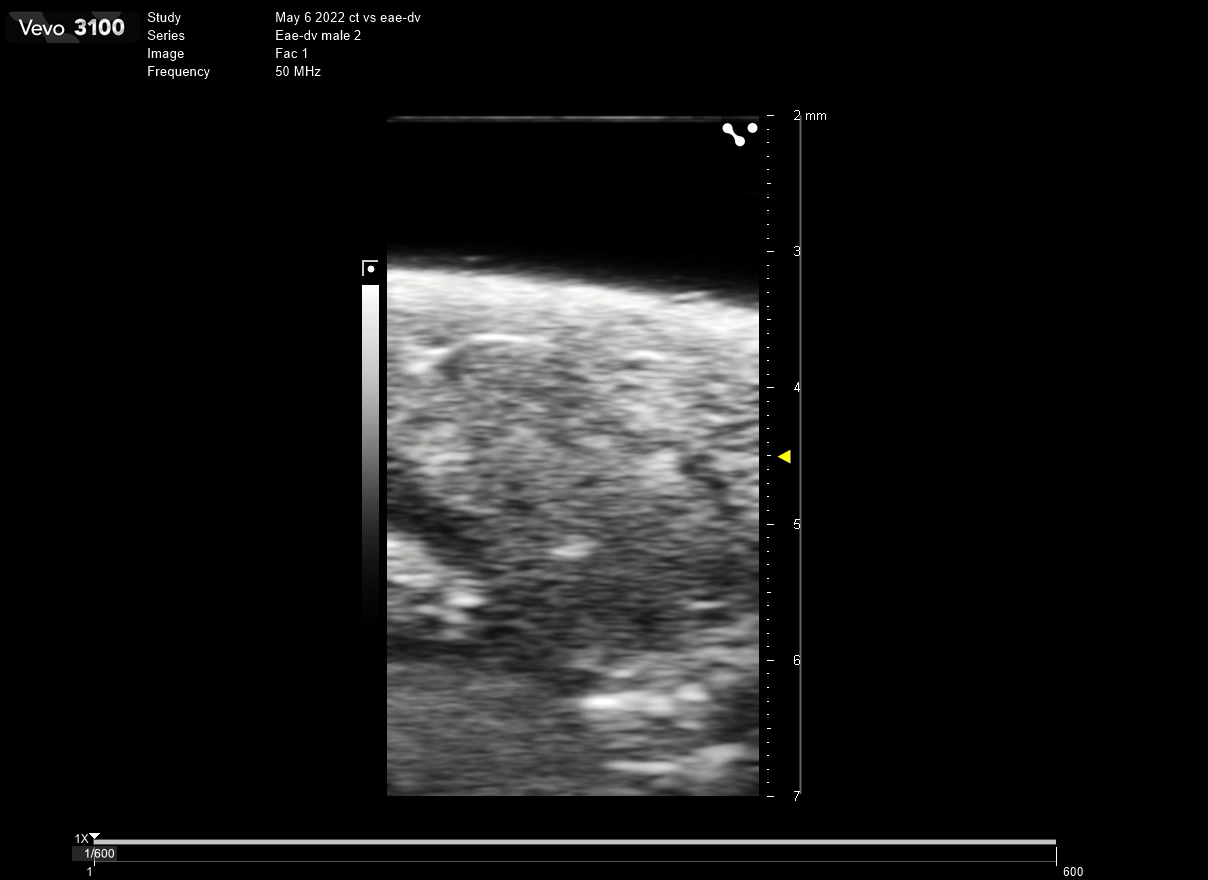 Vevo 3100
Study May 6 2022 ct vs eae-dv
Series Eae-dv male 2
Image Fac 1
Frequency 50 MHz
2 mm
3
4
5
6
7
1X
1/600
1 600